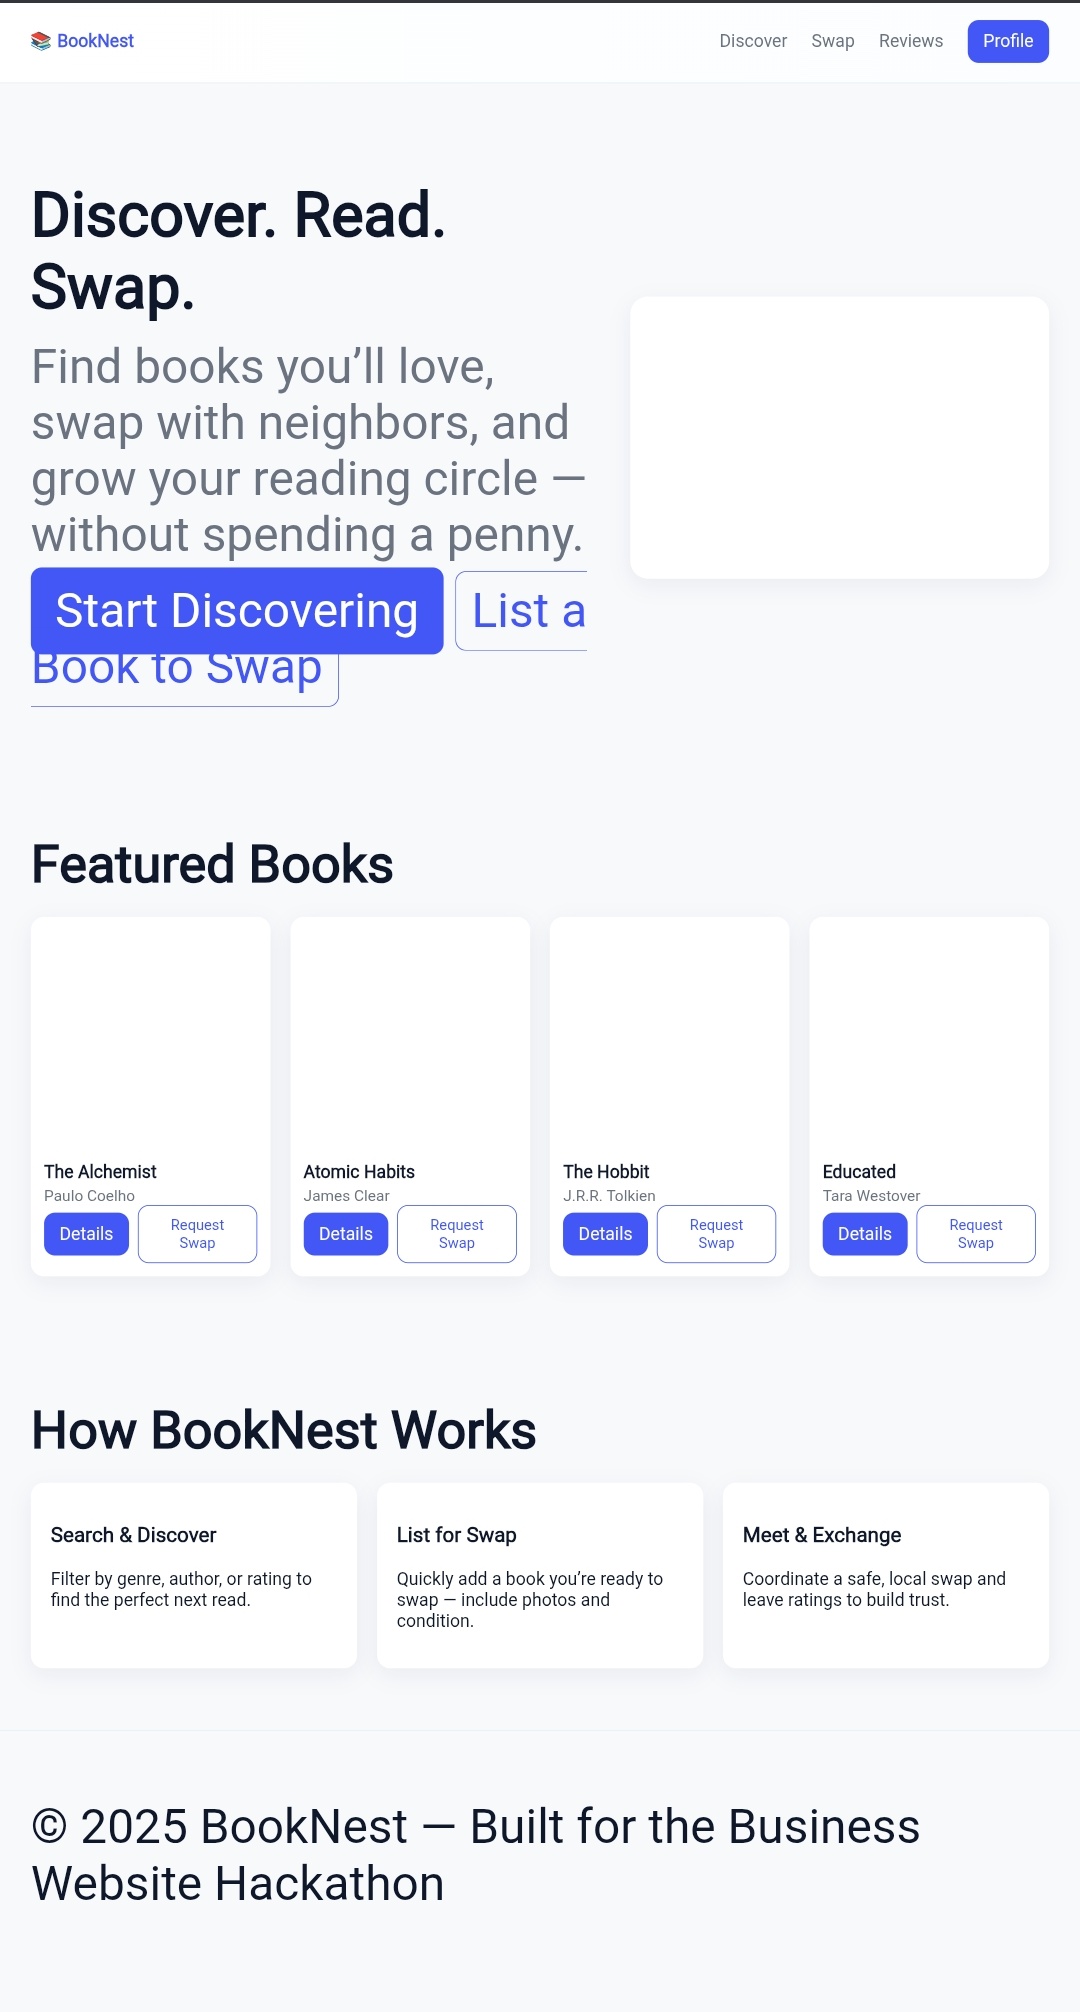 📚 BookNest
Discover Swap Reviews Profile
Discover. Read.
Swap.
Find books you’ll love,
swap with neighbors, and
grow your reading circle —
without spending a penny.
Start Discovering List a
Book to Swap
Featured Books
The Alchemist
Paulo Coelho
Details
Request
Swap
Atomic Habits
James Clear
Details
Request
Swap
The Hobbit
J.R.R. Tolkien
Details
Request
Swap
Educated
Tara Westover
Details
Request
Swap
How BookNest Works
Search & Discover
Filter by genre, author, or rating to
find the perfect next read.
List for Swap
Quickly add a book you’re ready to
swap — include photos and
condition.
Meet & Exchange
Coordinate a safe, local swap and
leave ratings to build trust.
© 2025 BookNest — Built for the Business
Website Hackathon